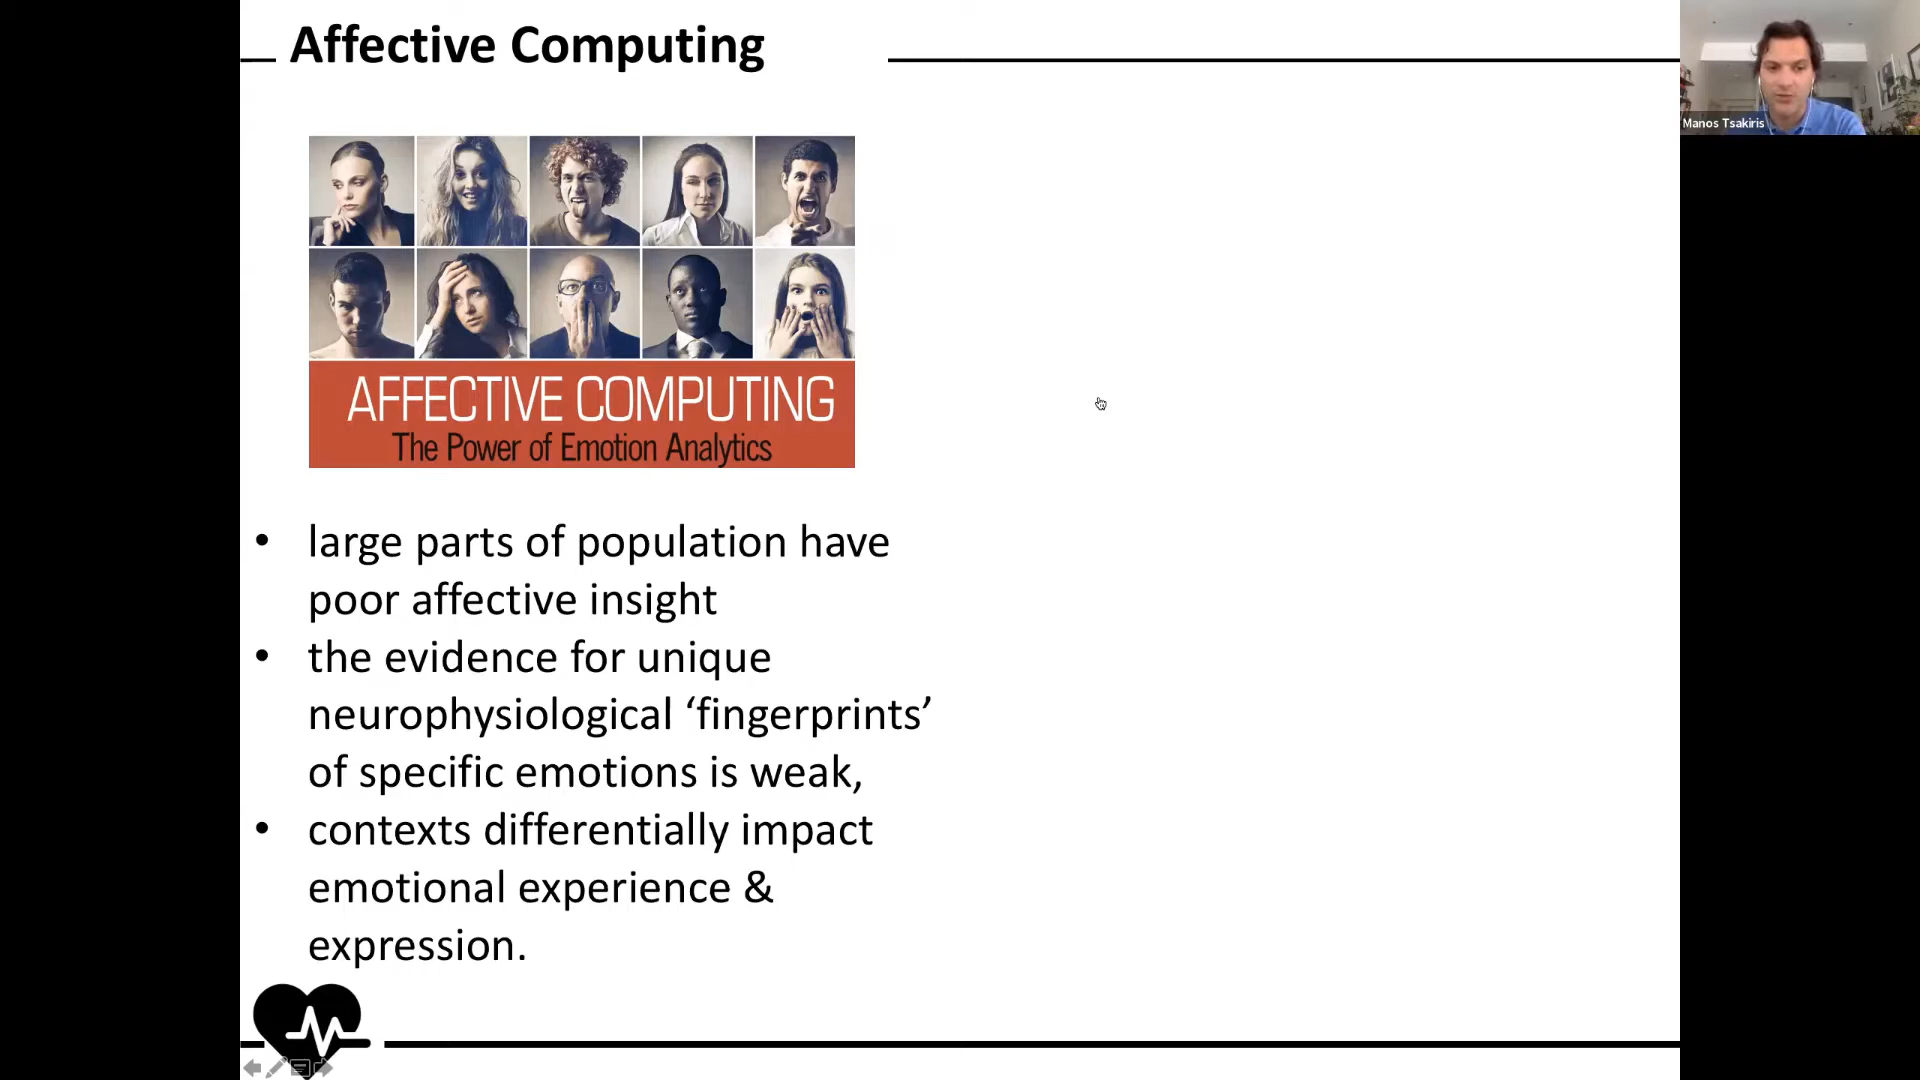 Affective Computing
Manos Tsakiris
AFFECTIVE COMPUTING
The Power of Emotion Analytics
• large parts of population have
poor affective insight
• the evidence for unique
neurophysiological ‘fingerprints’
of specific emotions is weak,
• contexts differentially impact
emotional experience &
expression.